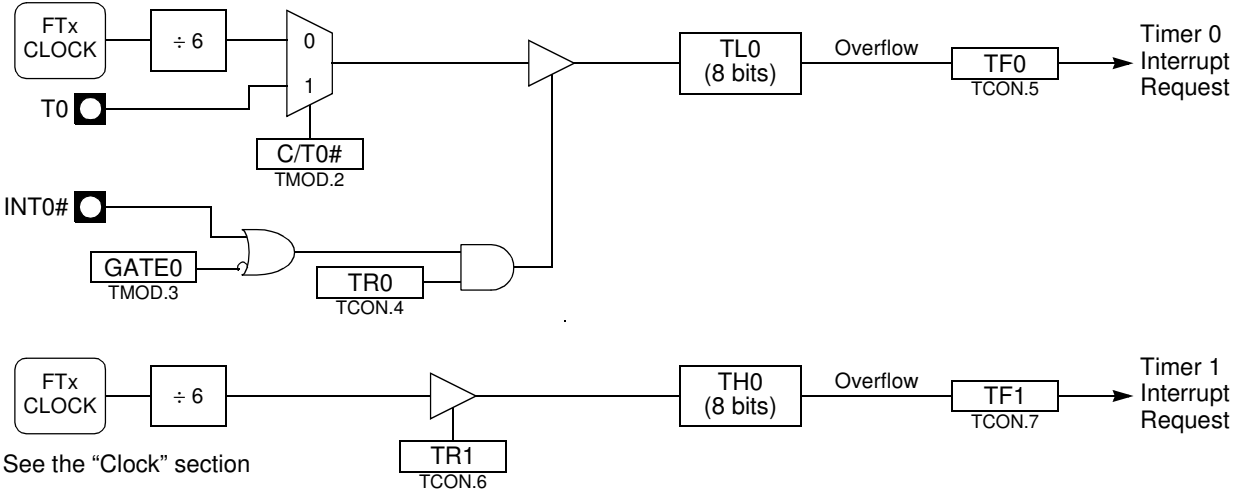 FTx
CLOCK
÷ 6
0
1
T0
C/T0#
TMOD.2
TL0
(8 bits)
Overflow
TF0
TCON.5
Timer 0
Interrupt
Request
INT0#
GATE0
TMOD.3
TR0
TCON.4
FTx
CLOCK
÷ 6
TR1
TCON.6
TH0
(8 bits)
Overflow
TF1
TCON.7
Timer 1
Interrupt
Request
See the “Clock” section